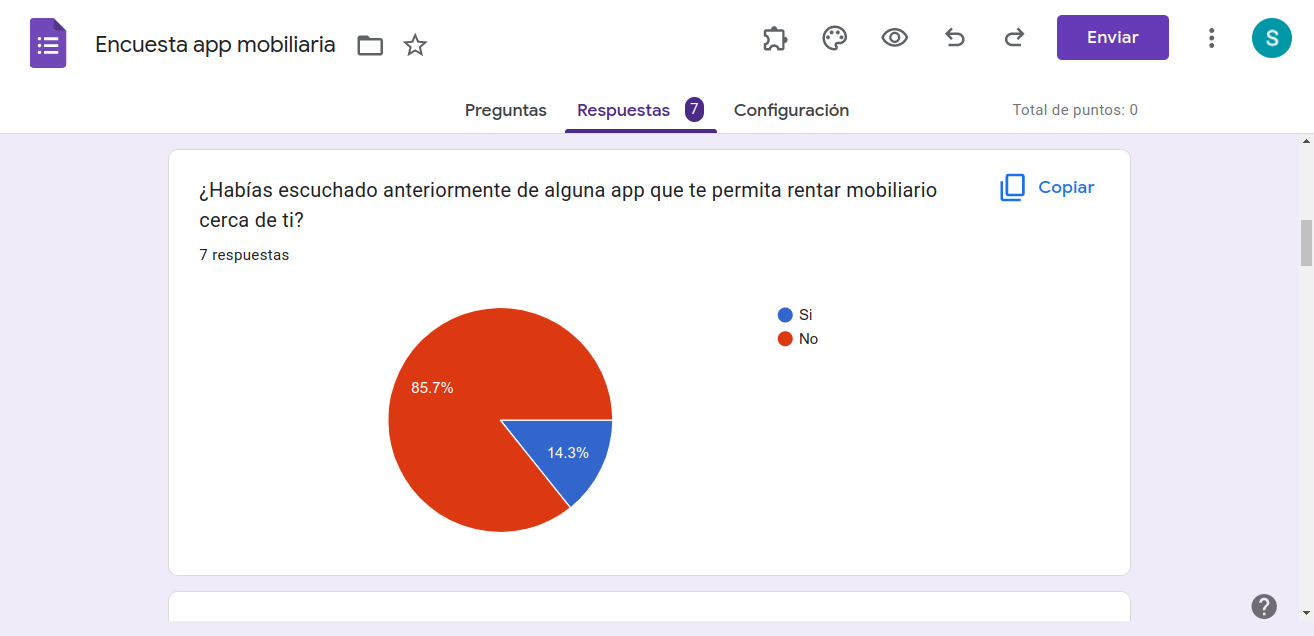 Encuesta app mobiliaria
Enviar
S
Preguntas
Respuestas 7
Configuración
Total de puntos: 0
¿Habías escuchado anteriormente de alguna app que te permita rentar mobiliario
cerca de ti?
Copiar
7 respuestas
Si
No
85.7%
14.3%
?